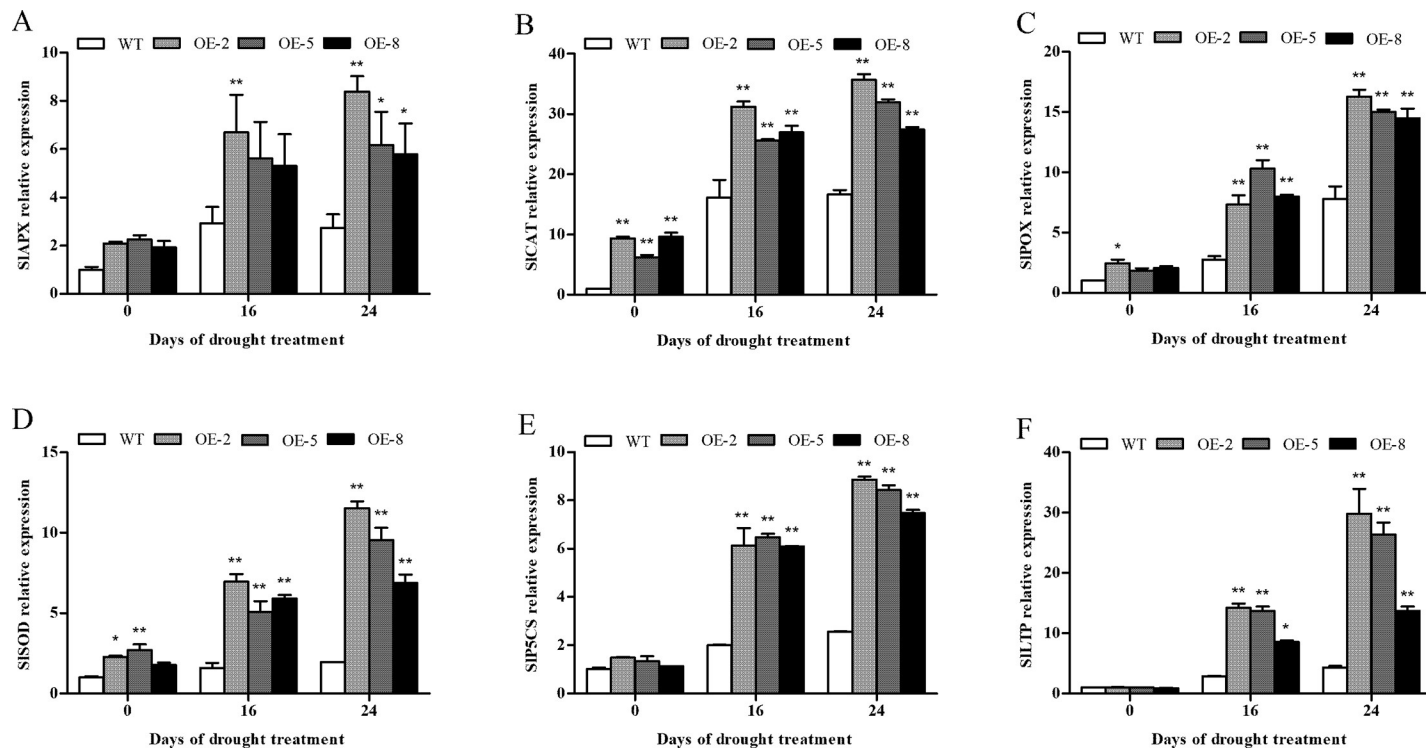 A
WT OE-2 OE-5 OE-8
SlAPX relative expression
10
8
6
4
2
0
**
**
*
*
0 16 24
Days of drought treatment
B
WT OE-2 OE-5 OE-8
SlCAT relative expression
40
30
20
10
0
** ** **
** ** **
** ** **
0 16 24
Days of drought treatment
C
WT OE-2 OE-5 OE-8
SlPOX relative expression
20
15
10
5
0
*
** ** **
** ** **
0 16 24
Days of drought treatment
D
WT OE-2 OE-5 OE-8
SlSOD relative expression
15
10
5
0
* **
** ** **
** ** **
0 16 24
Days of drought treatment
E
WT OE-2 OE-5 OE-8
SlP5CS relative expression
10
8
6
4
2
0
** ** **
** ** **
0 16 24
Days of drought treatment
F
WT OE-2 OE-5 OE-8
SlLTP relative expression
40
30
20
10
0
** ** *
** ** **
0 16 24
Days of drought treatment